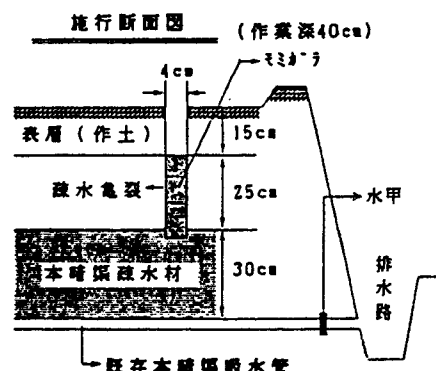 施行断面図
(作業深40cm)
4cm
モミガラ
表層(作土)
15cm
疎水亀裂
25cm
水甲
本暗渠疎水材
30cm
排水路
既存本暗渠吸水管